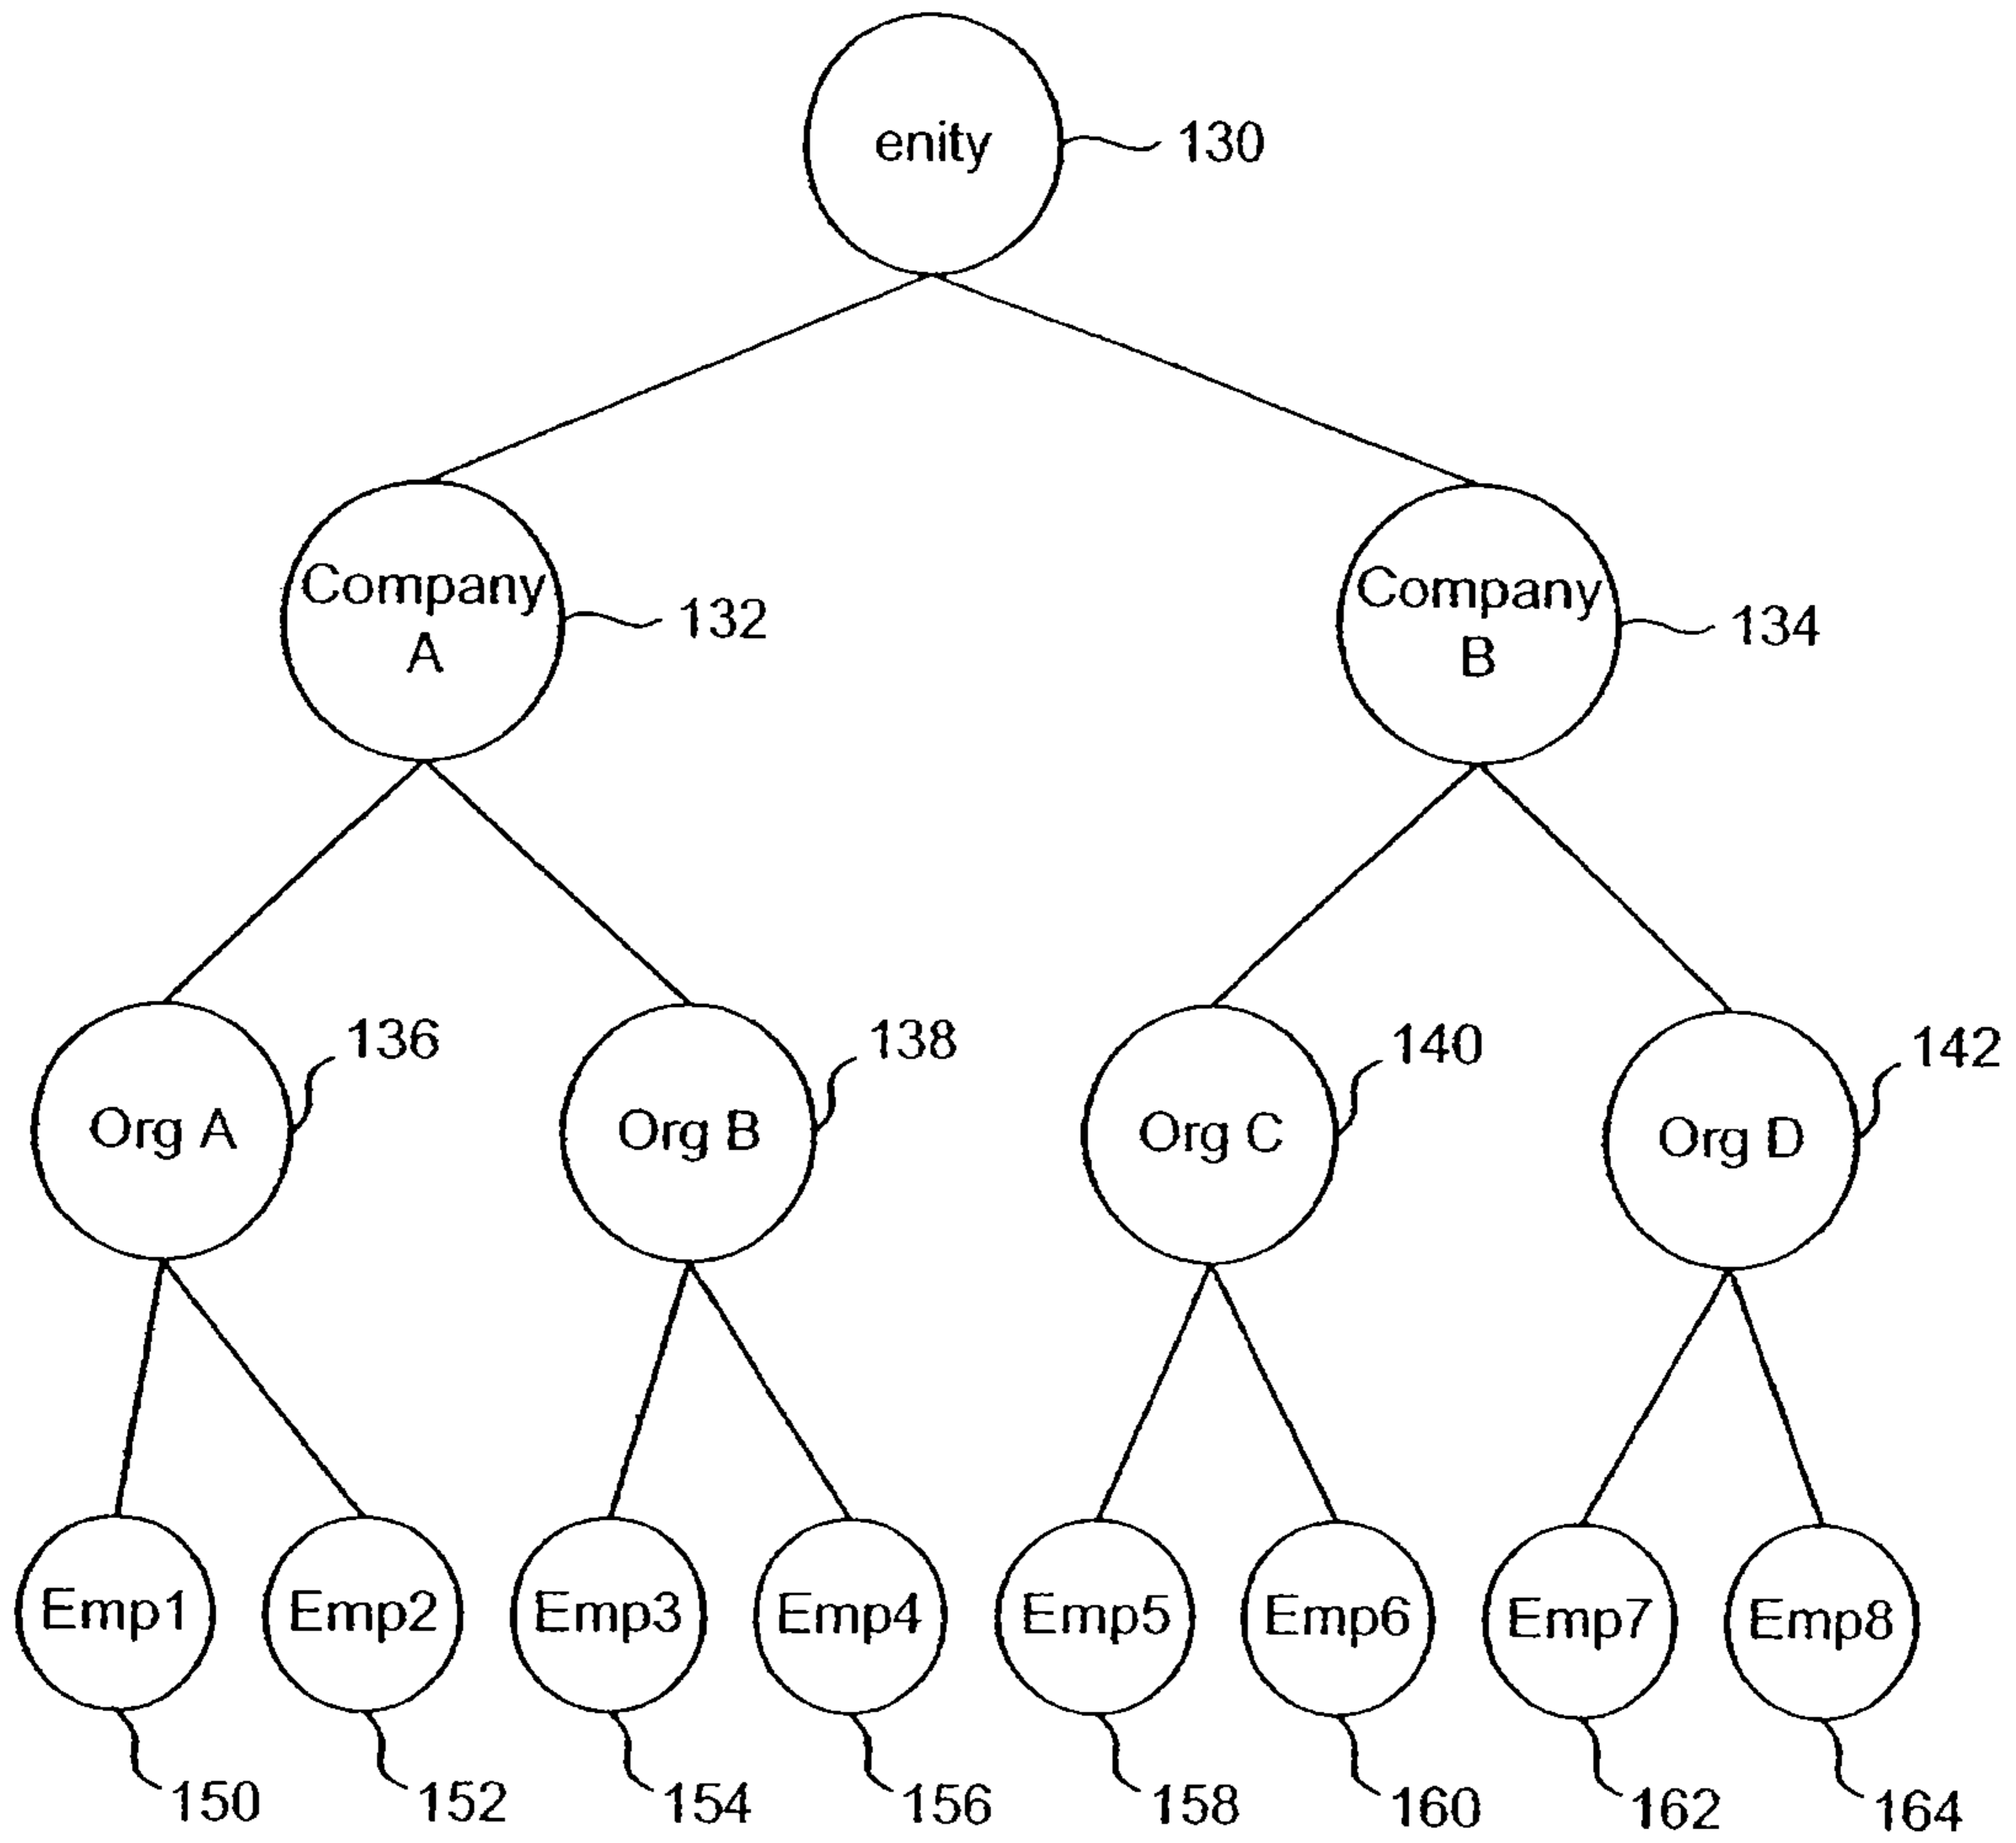 enity
130
Company
A
132
Company
B
134
Org A
136
Org B
138
Org C
140
Org D
142
Emp1
Emp2
Emp3
Emp4
Emp5
Emp6
Emp7
Emp8
150
152
154
156
158
160
162
164